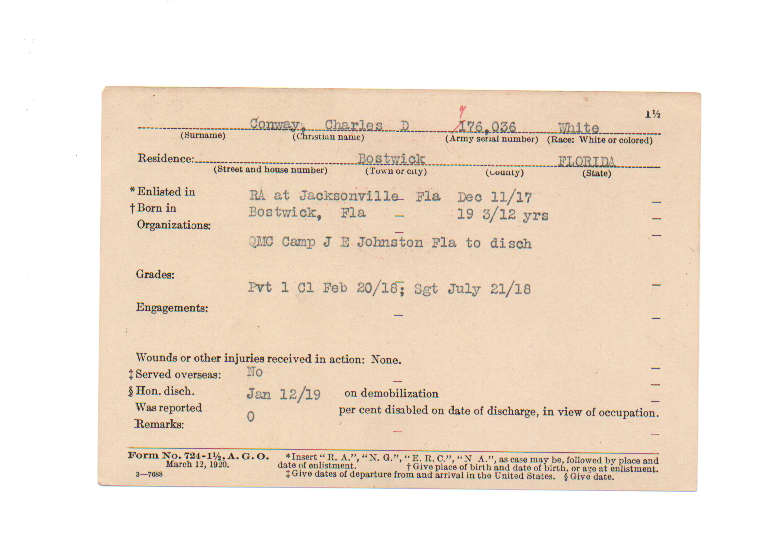 1½
Conway, Charles D 176,036 White
(Surname) (Christian name) (Army serial number) (Race: White or colored)
Residence: Bostwick FLORIDA
(Street and house number) (Town or city) (County) (State)
* Enlisted in RA at Jacksonville Fla Dec 11/17
† Born in Bostwick, Fla 19 3/12 yrs
Organizations:
QMC Camp J E Johnston Fla to disch
Grades:
Pvt 1 Cl Feb 20/18; Sgt July 21/18
Engagements:
Wounds or other injuries received in action: None.
‡ Served overseas: No
§ Hon. disch. Jan 12/19 on demobilization
Was reported 0 per cent disabled on date of discharge, in view of occupation.
Remarks:
Form No. 724-1½, A. G. O. * Insert "R. A.", "N. G.", "E. R. C.", "N A.", as case may be, followed by place and
March 12, 1920. date of enlistment. † Give place of birth and date of birth, or age at enlistment.
3—7688 ‡ Give dates of departure from and arrival in the United States. § Give date.